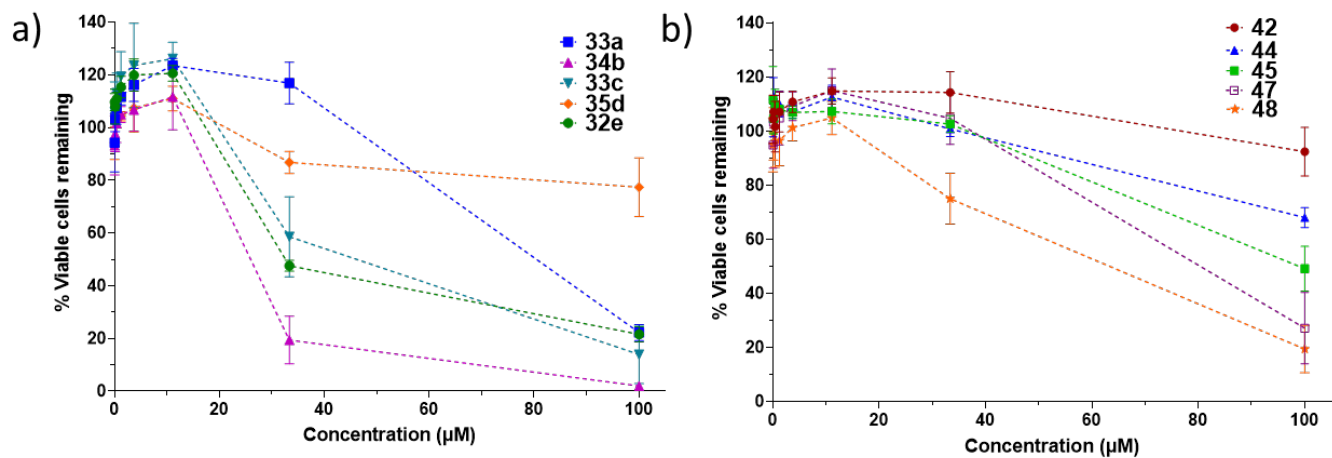 a)
% Viable cells remaining
140
120
100
80
60
40
20
0
33a
34b
33c
35d
32e
0 20 40 60 80 100
Concentration (µM)
b)
% Viable cells remaining
140
120
100
80
60
40
20
0
42
44
45
47
48
0 20 40 60 80 100
Concentration (µM)